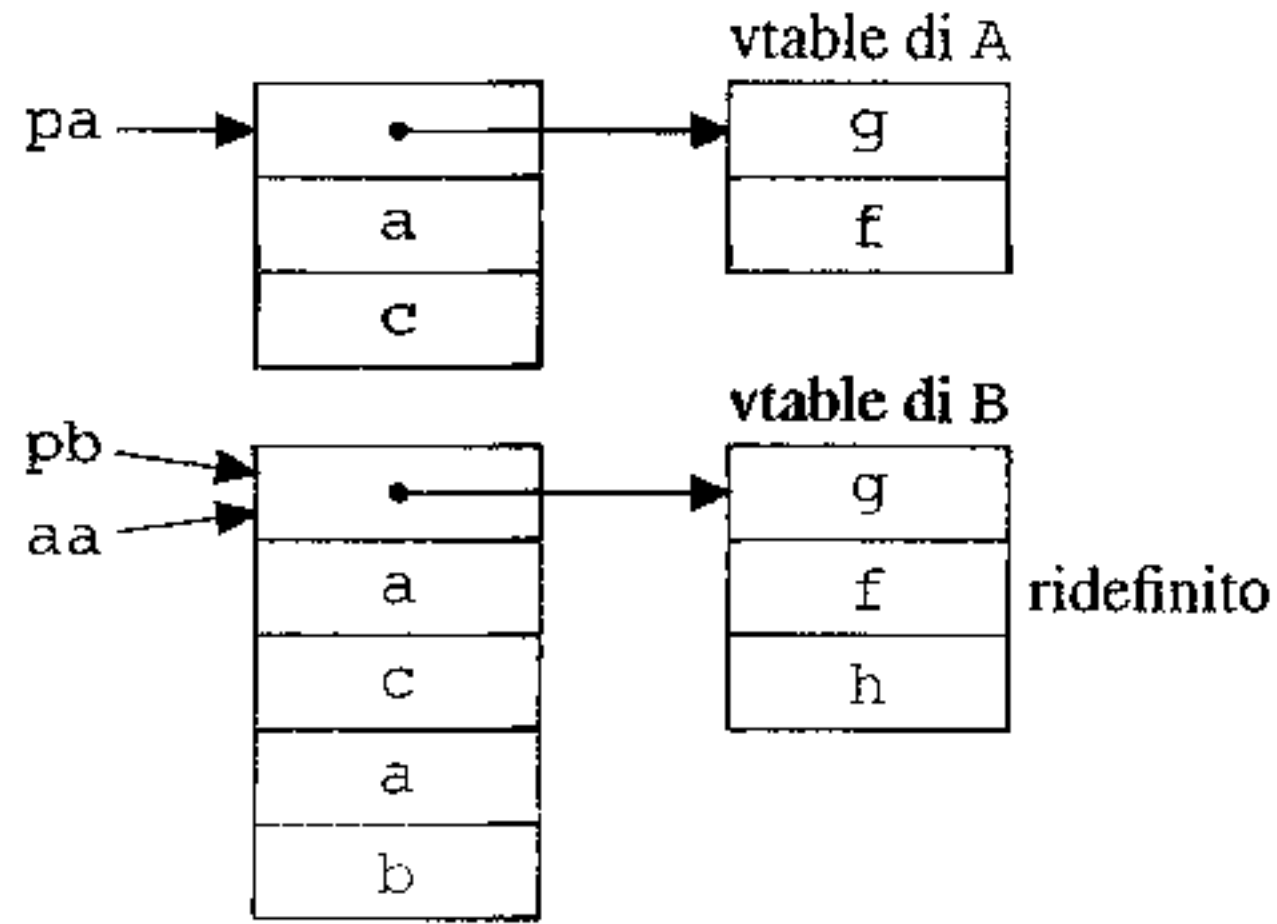 vtable di A
pa
g
a
f
c
vtable di B
pb
g
aa
a
f ridefinito
c
h
a
b